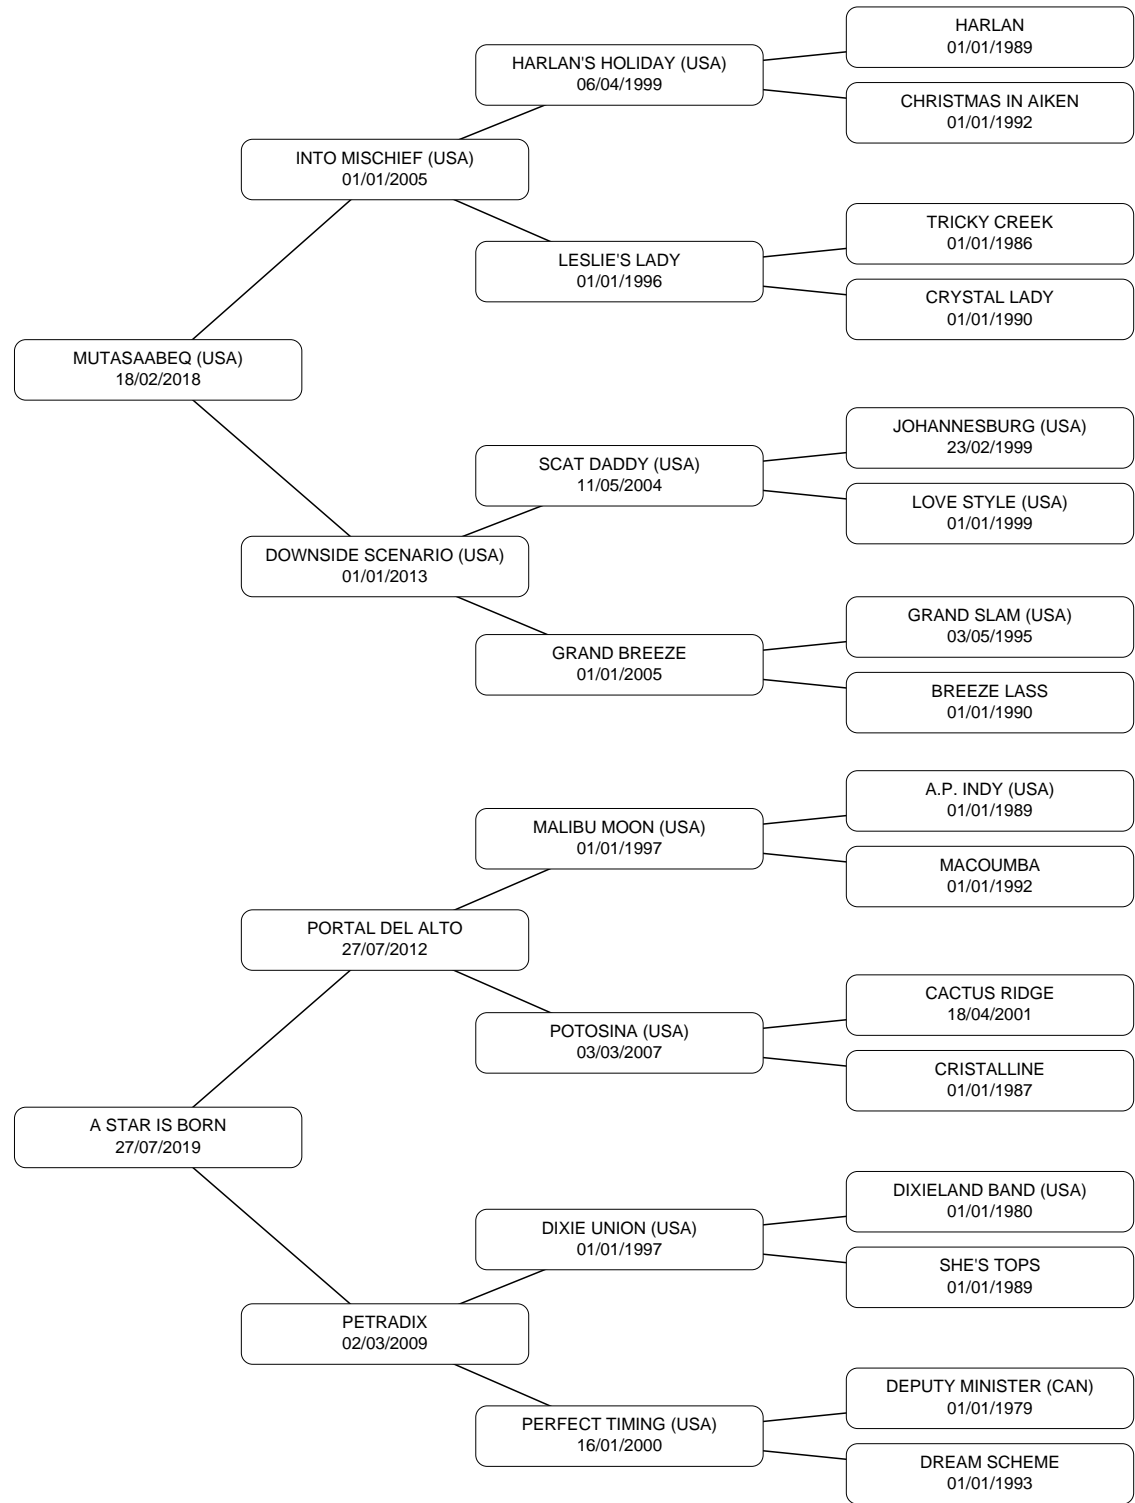 HARLAN
01/01/1989
HARLAN'S HOLIDAY (USA)
06/04/1999
CHRISTMAS IN AIKEN
01/01/1992
INTO MISCHIEF (USA)
01/01/2005
TRICKY CREEK
01/01/1986
LESLIE'S LADY
01/01/1996
CRYSTAL LADY
01/01/1990
MUTASAABEQ (USA)
18/02/2018
JOHANNESBURG (USA)
23/02/1999
SCAT DADDY (USA)
11/05/2004
LOVE STYLE (USA)
01/01/1999
DOWNSIDE SCENARIO (USA)
01/01/2013
GRAND SLAM (USA)
03/05/1995
GRAND BREEZE
01/01/2005
BREEZE LASS
01/01/1990
A.P. INDY (USA)
01/01/1989
MALIBU MOON (USA)
01/01/1997
MACOUMBA
01/01/1992
PORTAL DEL ALTO
27/07/2012
CACTUS RIDGE
18/04/2001
POTOSINA (USA)
03/03/2007
CRISTALLINE
01/01/1987
A STAR IS BORN
27/07/2019
DIXIELAND BAND (USA)
01/01/1980
DIXIE UNION (USA)
01/01/1997
SHE'S TOPS
01/01/1989
PETRADIX
02/03/2009
DEPUTY MINISTER (CAN)
01/01/1979
PERFECT TIMING (USA)
16/01/2000
DREAM SCHEME
01/01/1993